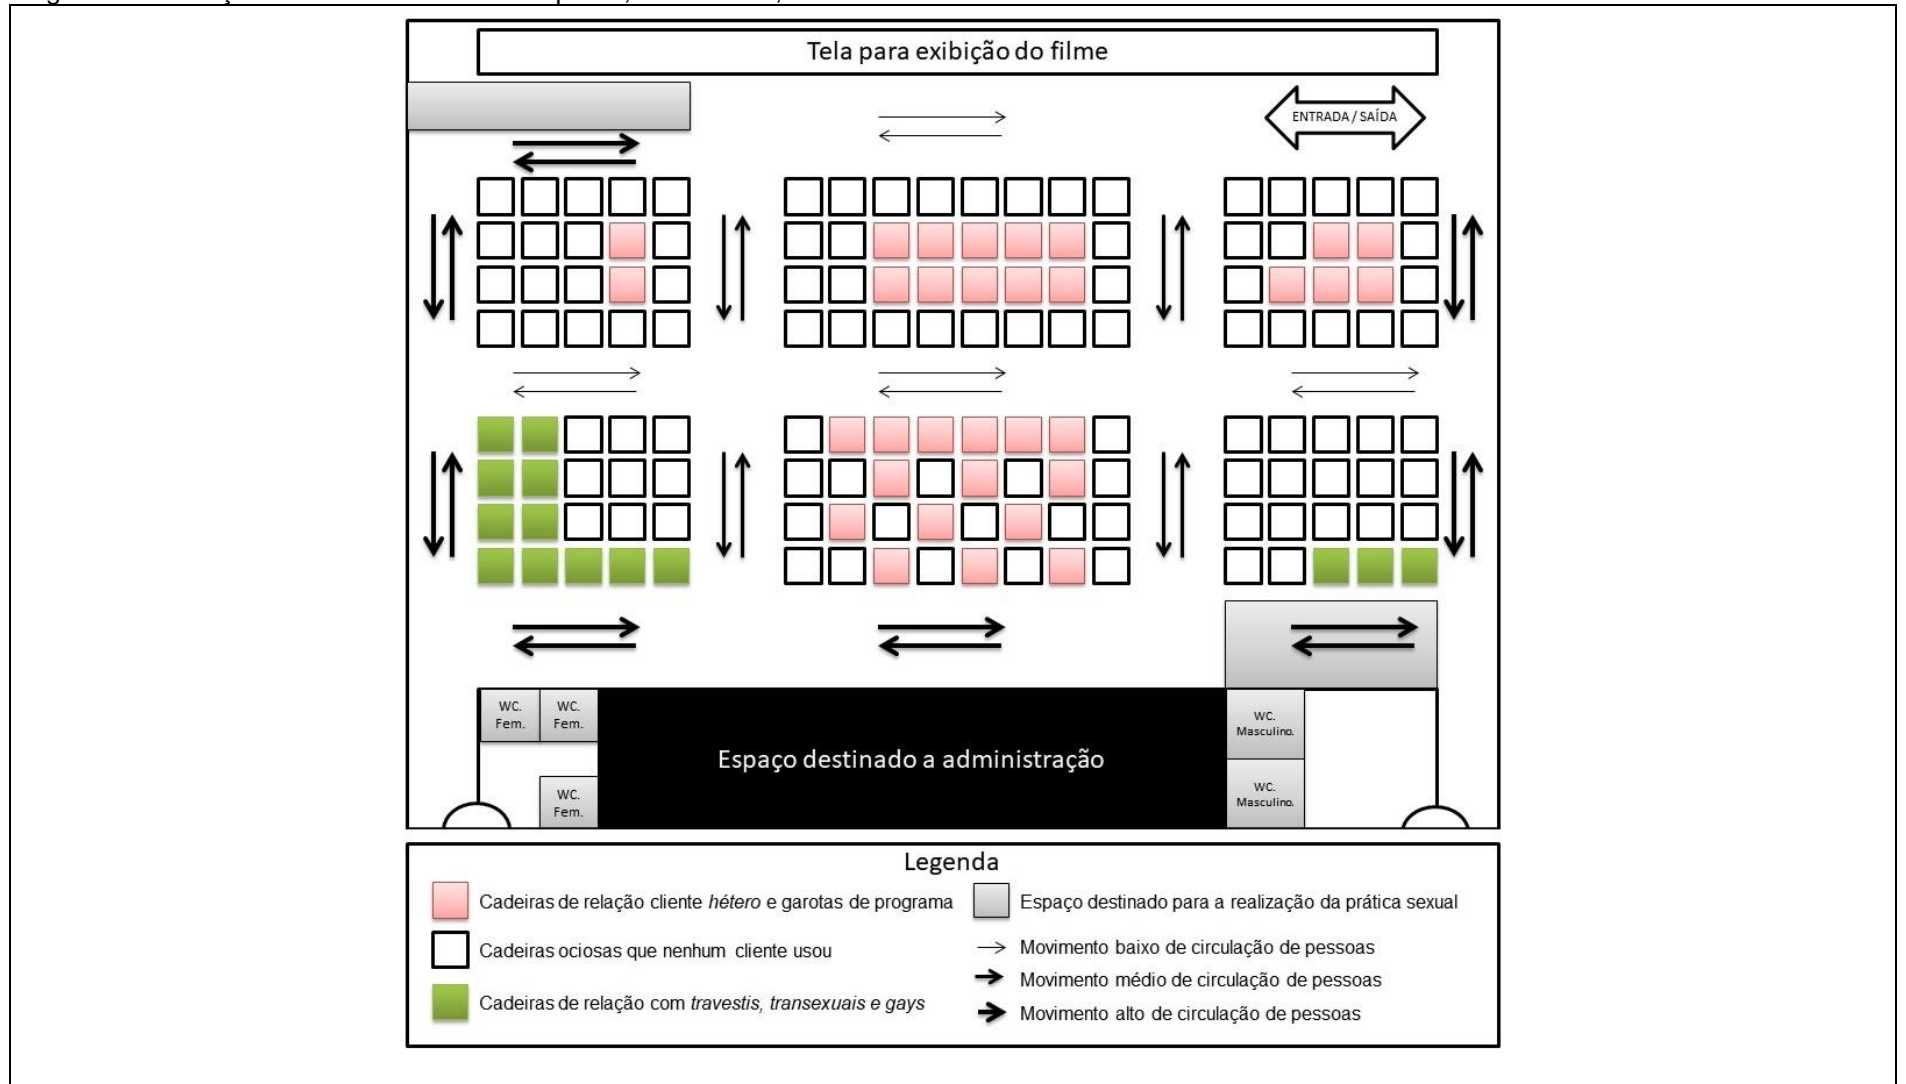 Tela para exibição do filme
ENTRADA / SAÍDA
WC.
Fem.
WC.
Fem.
WC.
Masculino.
Espaço destinado a administração
WC.
Fem.
WC.
Masculino.
Legenda
Cadeiras de relação cliente hétero e garotas de programa
Espaço destinado para a realização da prática sexual
Cadeiras ociosas que nenhum cliente usou
Movimento baixo de circulação de pessoas
Movimento médio de circulação de pessoas
Cadeiras de relação com travestis, transexuais e gays
Movimento alto de circulação de pessoas